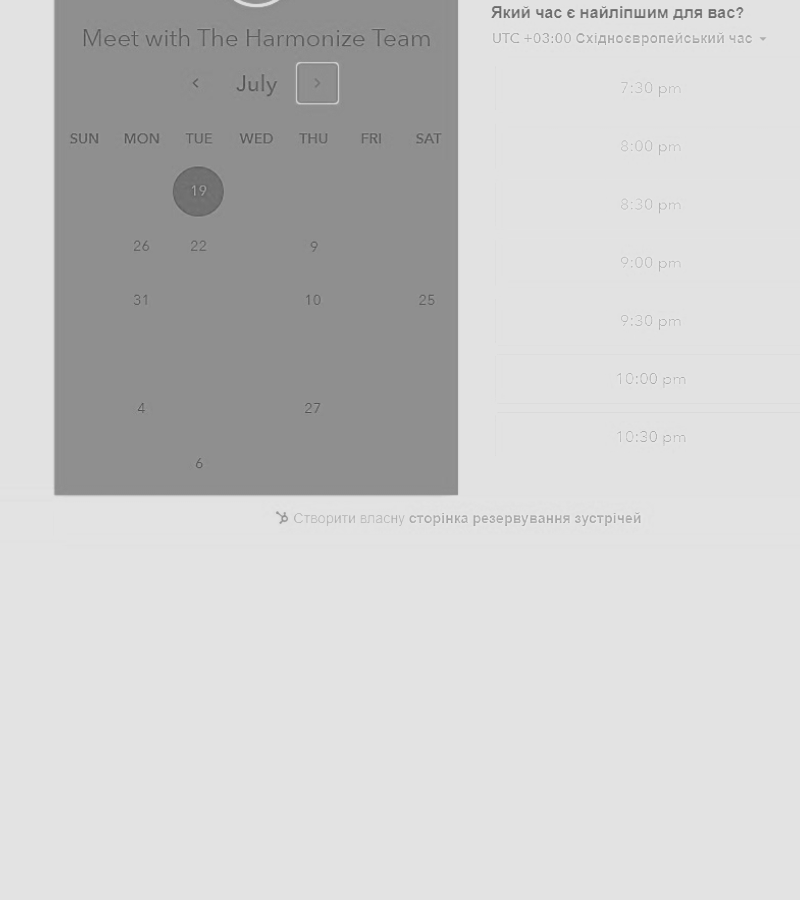 Який час є найліпшим для вас?
UTC +03:00 Східноєвропейський час
Meet with The Harmonize Team
July
SUN MON TUE WED THU FRI SAT
19
26 22 9
31 10 25
4 27
6
7:30 pm
8:00 pm
8:30 pm
9:00 pm
9:30 pm
10:00 pm
10:30 pm
Створити власну сторінка резервування зустрічей